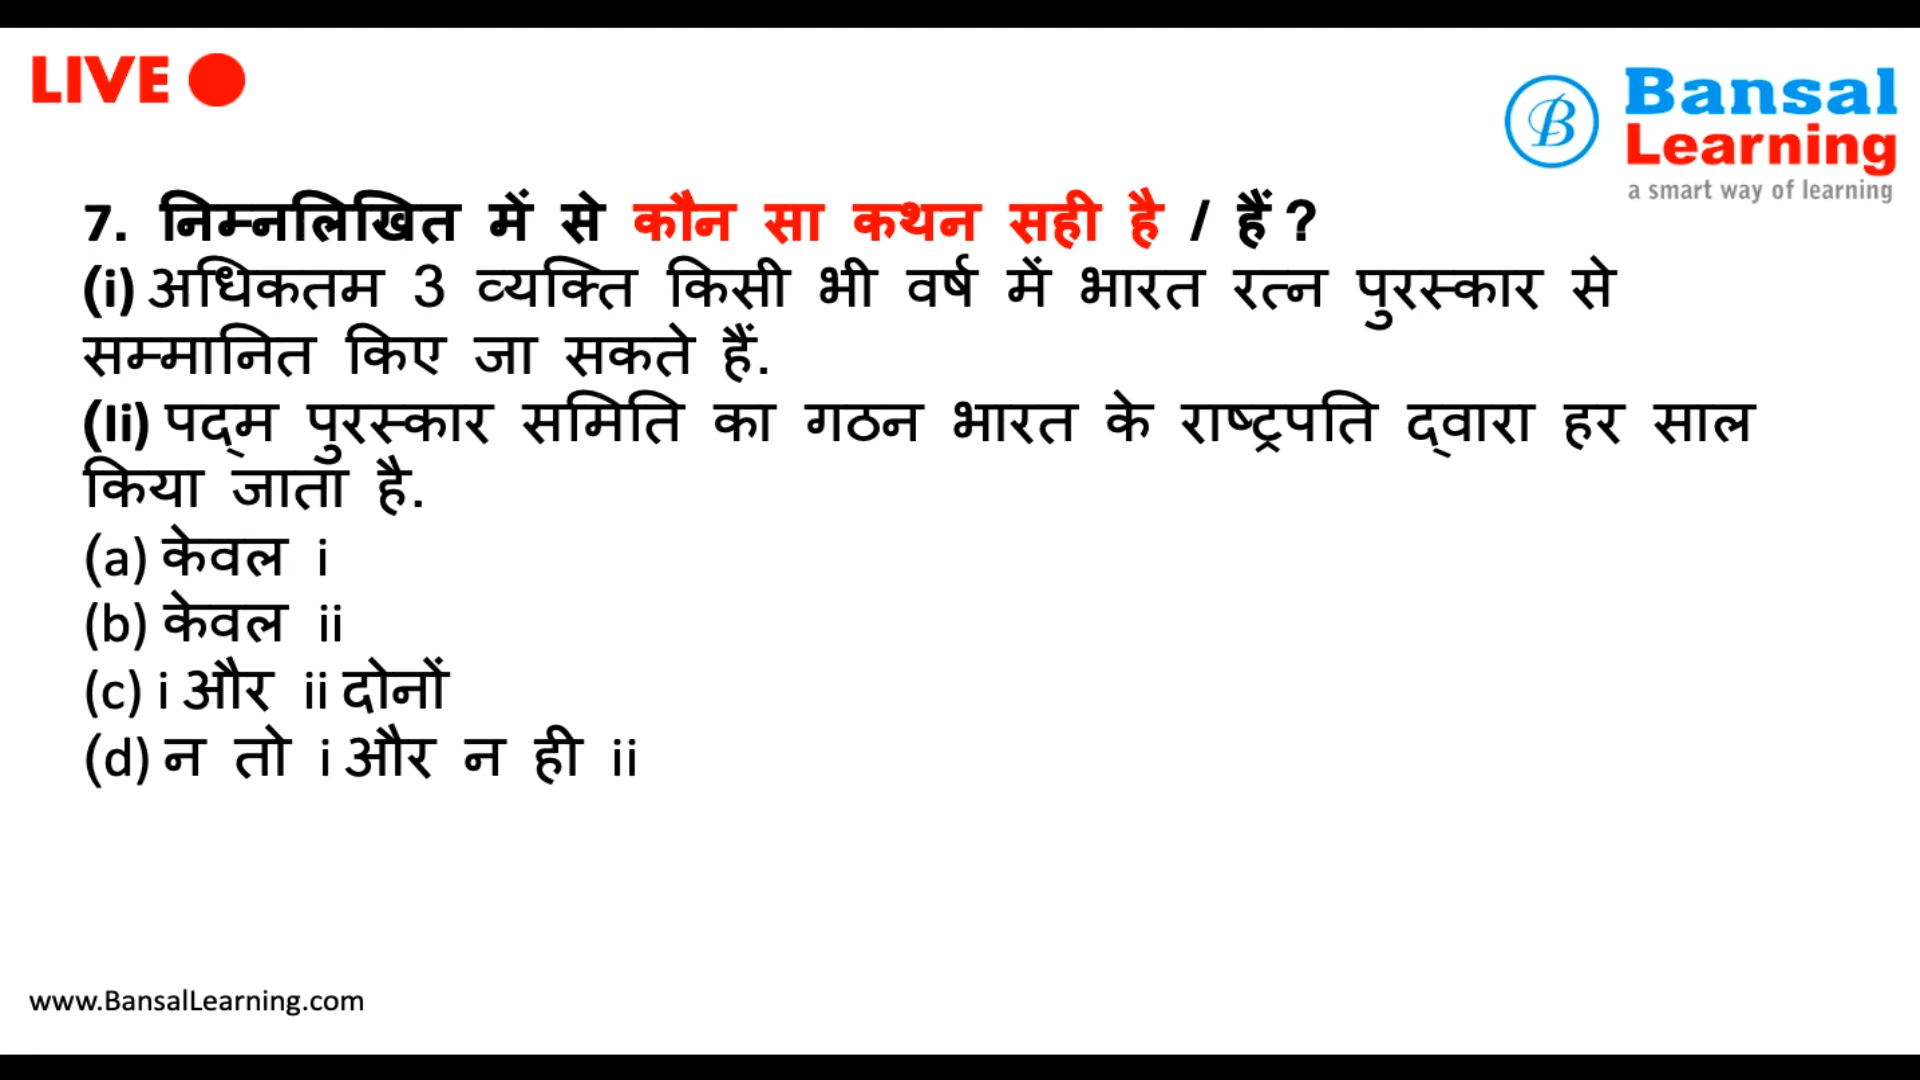 LIVE
Bansal
Learning
a smart way of learning
7. निम्नलिखित में से कौन सा कथन सही है / हैं ?
(i) अधिकतम 3 व्यक्ति किसी भी वर्ष में भारत रत्न पुरस्कार से
सम्मानित किए जा सकते हैं.
(Ii) पद्म पुरस्कार समिति का गठन भारत के राष्ट्रपति द्वारा हर साल
किया जाता है.
(a) केवल i
(b) केवल ii
(c) i और ii दोनों
(d) न तो i और न ही ii
www.BansalLearning.com